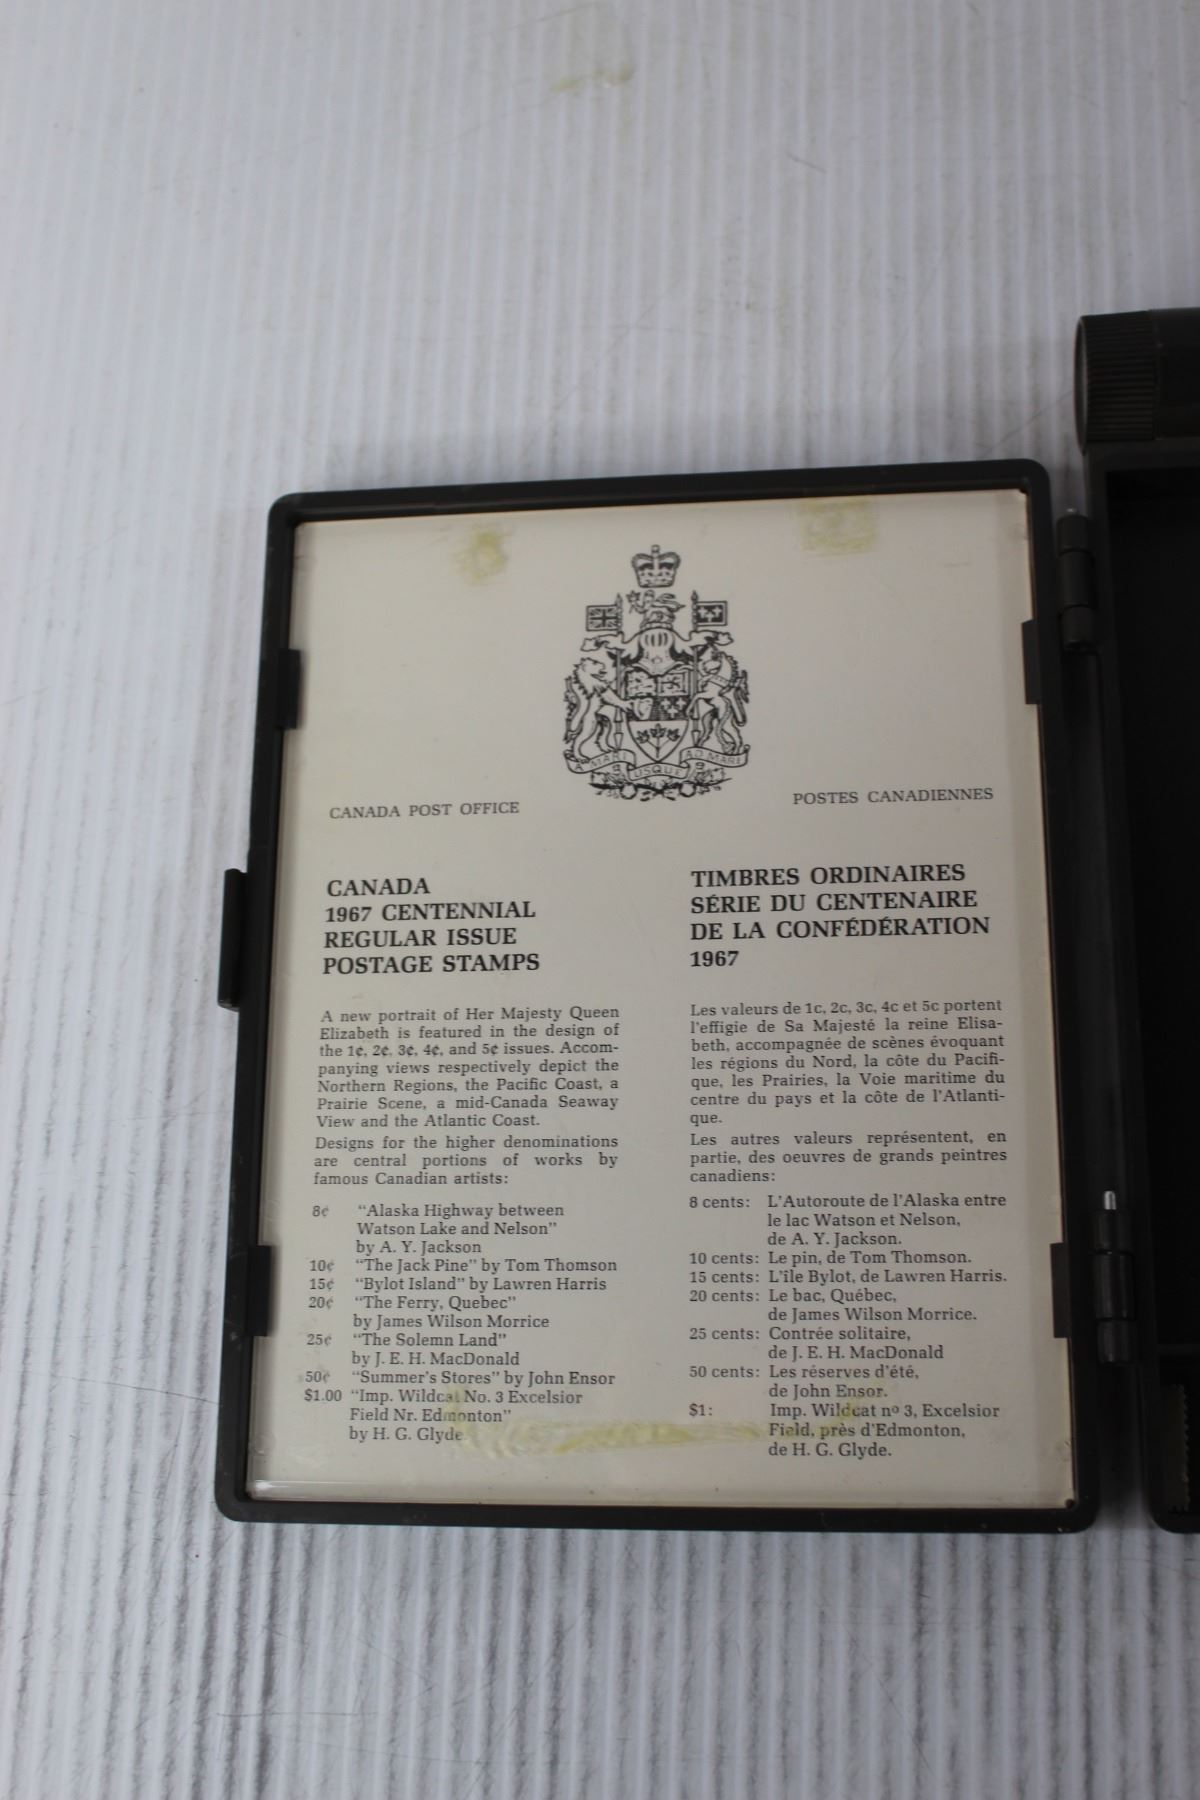 A MARI
USQUE
AD MARE
CANADA POST OFFICE
CANADA
1967 CENTENNIAL
REGULAR ISSUE
POSTAGE STAMPS
A new portrait of Her Majesty Queen
Elizabeth is featured in the design of
the 1¢, 2¢, 3¢, 4¢, and 5¢ issues. Accom-
panying views respectively depict the
Northern Regions, the Pacific Coast, a
Prairie Scene, a mid-Canada Seaway
View and the Atlantic Coast.
Designs for the higher denominations
are central portions of works by
famous Canadian artists:
8¢ "Alaska Highway between
Watson Lake and Nelson"
by A. Y. Jackson
10¢ "The Jack Pine" by Tom Thomson
15¢ "Bylot Island" by Lawren Harris
20¢ "The Ferry, Quebec"
by James Wilson Morrice
25¢ "The Solemn Land"
by J. E. H. MacDonald
50¢ "Summer's Stores" by John Ensor
$1.00 "Imp. Wildcat No. 3 Excelsior
Field Nr. Edmonton"
by H. G. Glyde
POSTES CANADIENNES
TIMBRES ORDINAIRES
SÉRIE DU CENTENAIRE
DE LA CONFÉDÉRATION
1967
Les valeurs de 1c, 2c, 3c, 4c et 5c portent
l'effigie de Sa Majesté la reine Elisa-
beth, accompagnée de scènes évoquant
les régions du Nord, la côte du Pacifi-
que, les Prairies, la Voie maritime du
centre du pays et la côte de l'Atlanti-
que.
Les autres valeurs représentent, en
partie, des oeuvres de grands peintres
canadiens:
8 cents: L'Autoroute de l'Alaska entre
le lac Watson et Nelson,
de A. Y. Jackson.
10 cents: Le pin, de Tom Thomson.
15 cents: L'île Bylot, de Lawren Harris.
20 cents: Le bac, Québec,
de James Wilson Morrice.
25 cents: Contrée solitaire,
de J. E. H. MacDonald
50 cents: Les réserves d'été,
de John Ensor.
$1: Imp. Wildcat nº 3, Excelsior
Field, près d'Edmonton,
de H. G. Glyde.